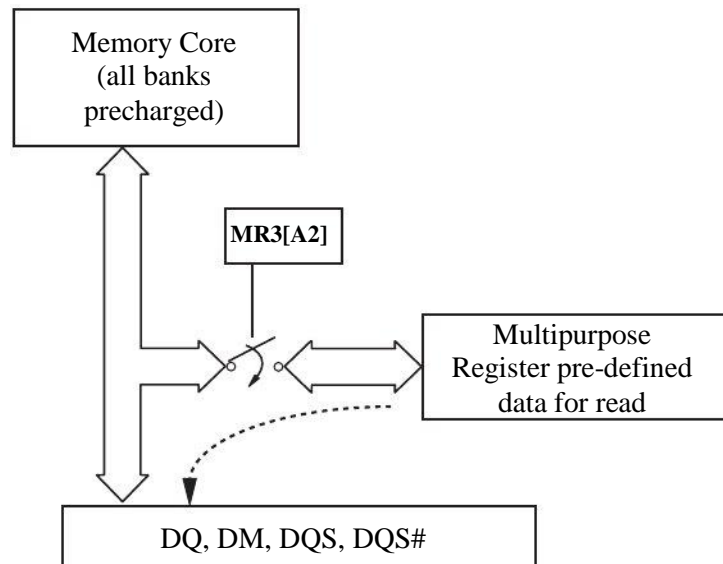 Memory Core
(all banks
precharged)
MR3[A2]
Multipurpose
Register pre-defined
data for read
DQ, DM, DQS, DQS#